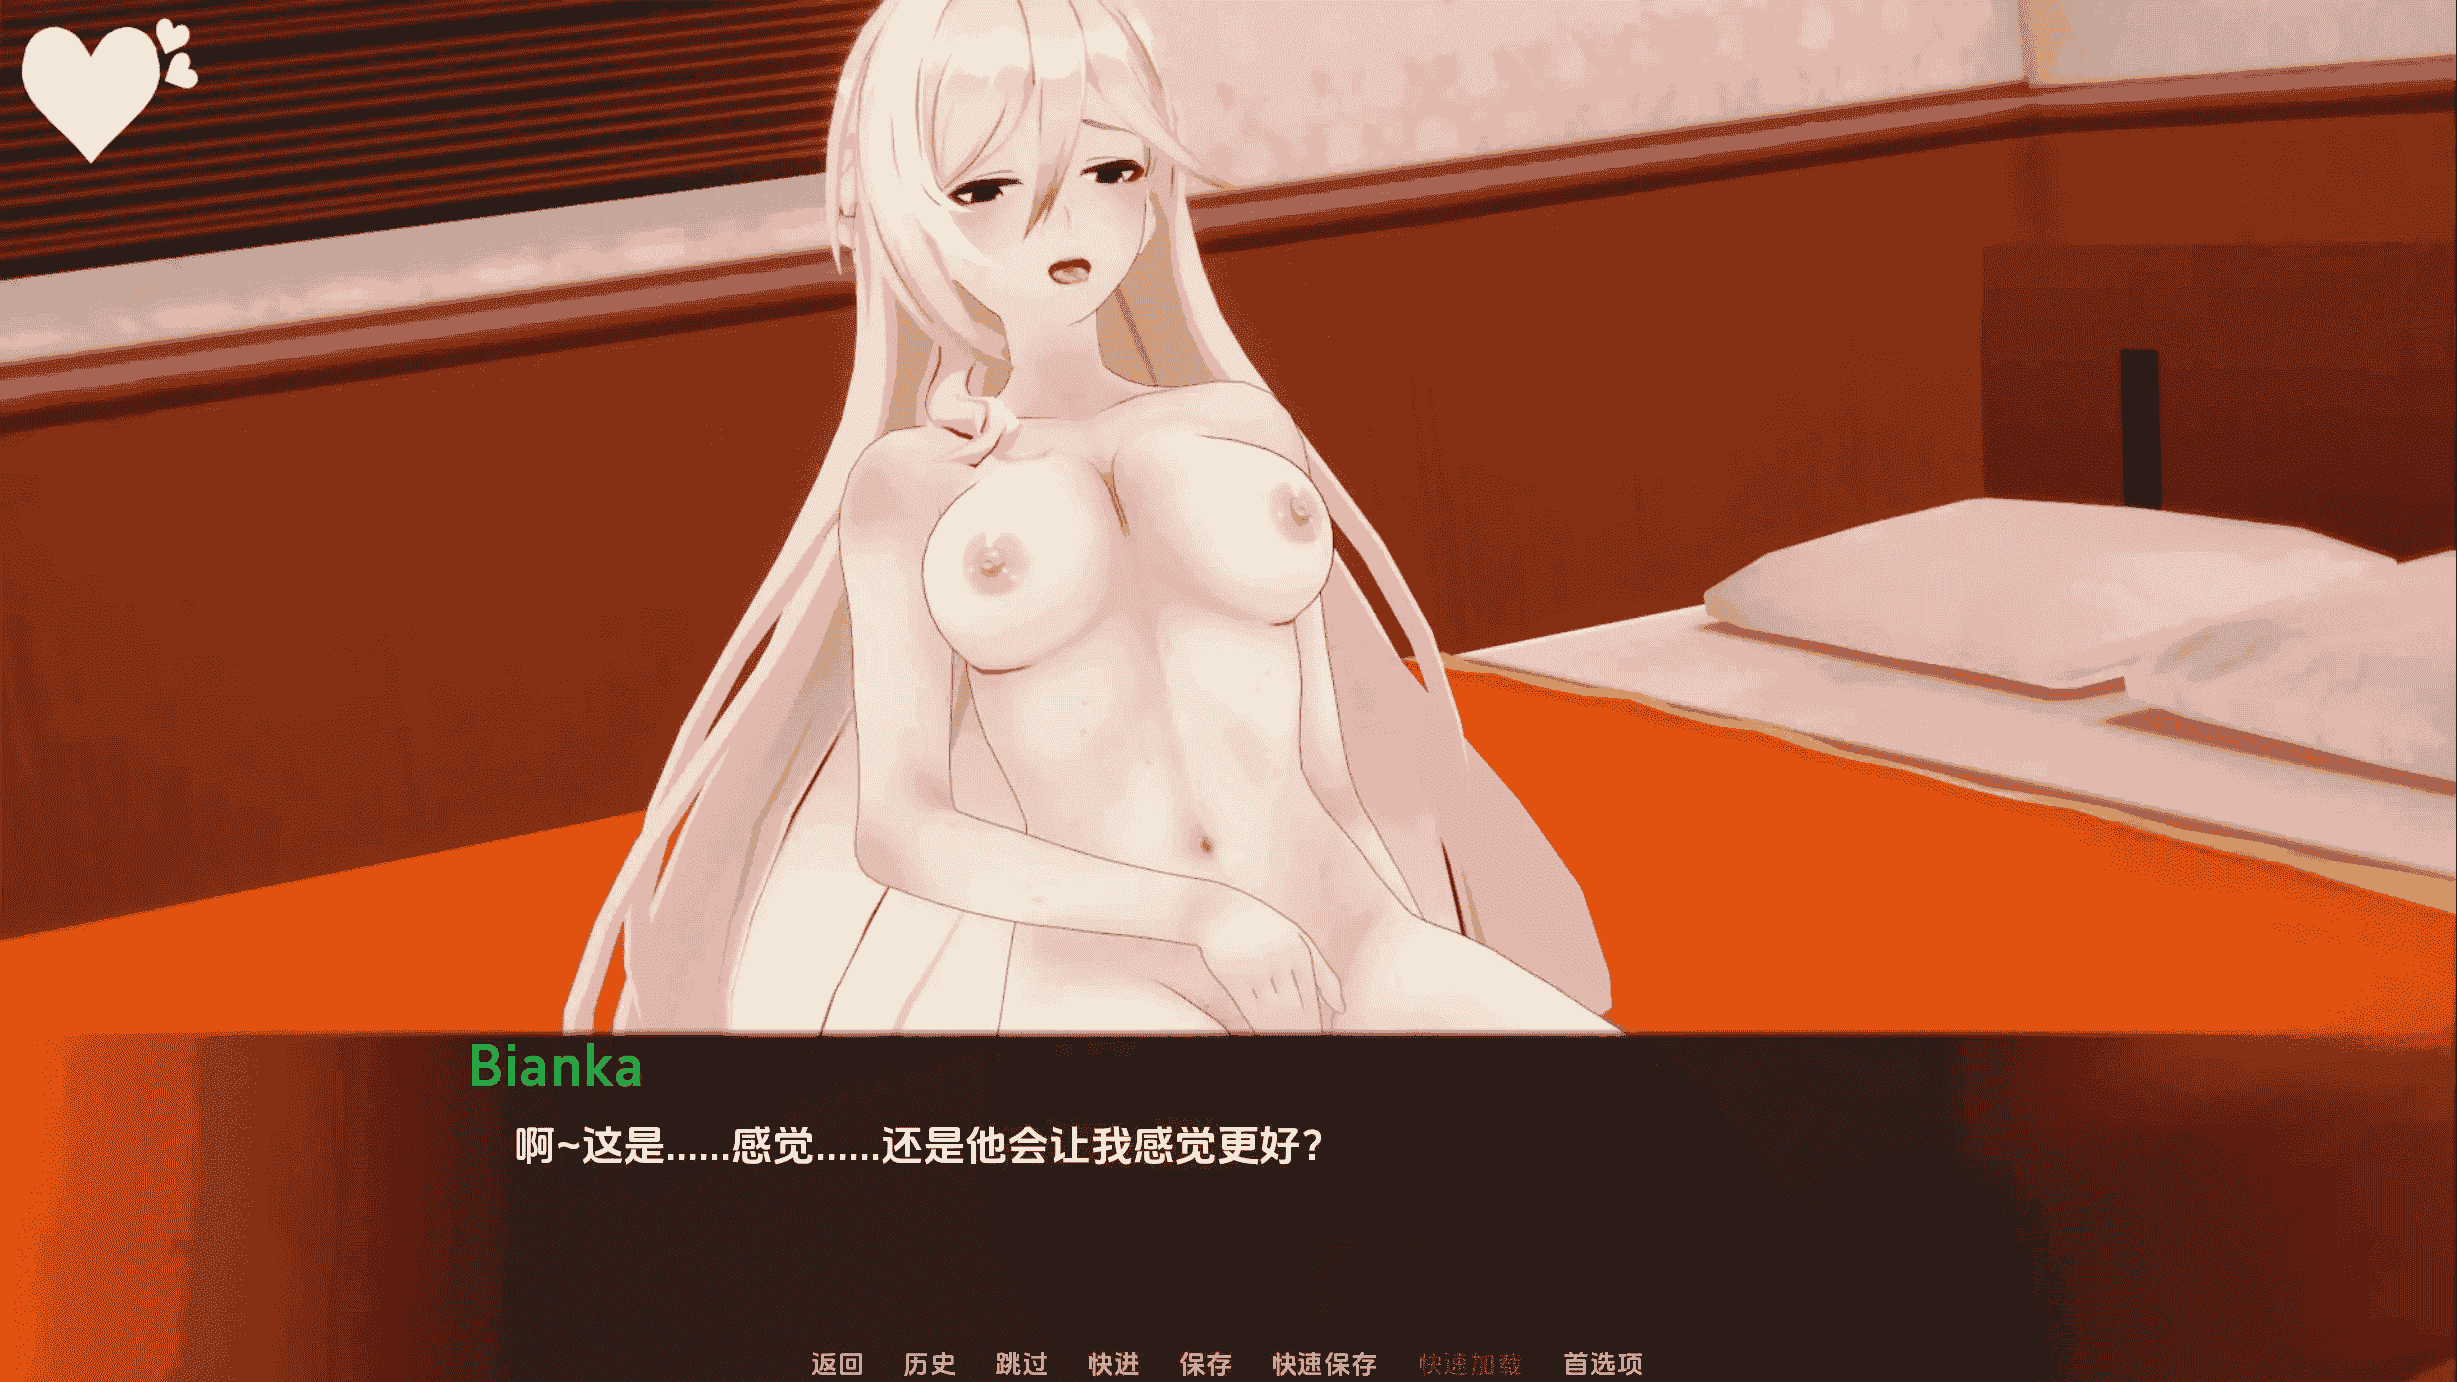 Bianka
啊~这是......感觉......还是他会让我感觉更好？
返回 历史 跳过 快进 保存 快速保存 快速加载 首选项